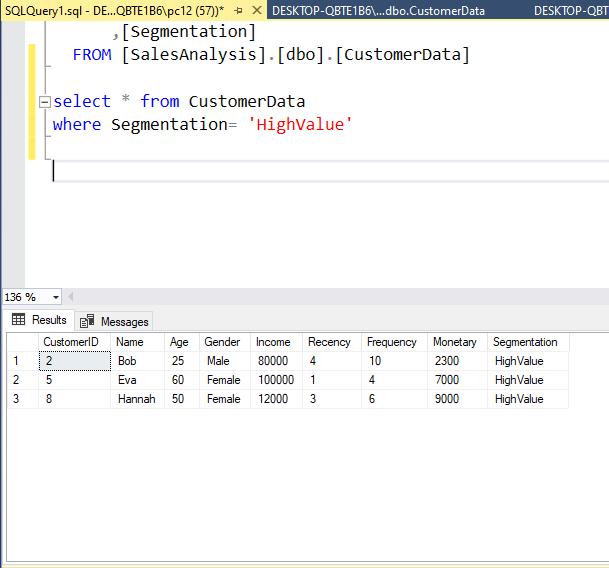 SQLQuery1.sql - DE...QBTE1B6\pc12 (57))*
DESKTOP-QBTE1B6\...dbo.CustomerData
DESKTOP-QBT
,[Segmentation]
FROM [SalesAnalysis].[dbo].[CustomerData]
select * from CustomerData
where Segmentation= 'HighValue'
136 %
Results
Messages
CustomerID Name Age Gender Income Recency Frequency Monetary Segmentation
1 2 Bob 25 Male 80000 4 10 2300 HighValue
2 5 Eva 60 Female 100000 1 4 7000 HighValue
3 8 Hannah 50 Female 12000 3 6 9000 HighValue